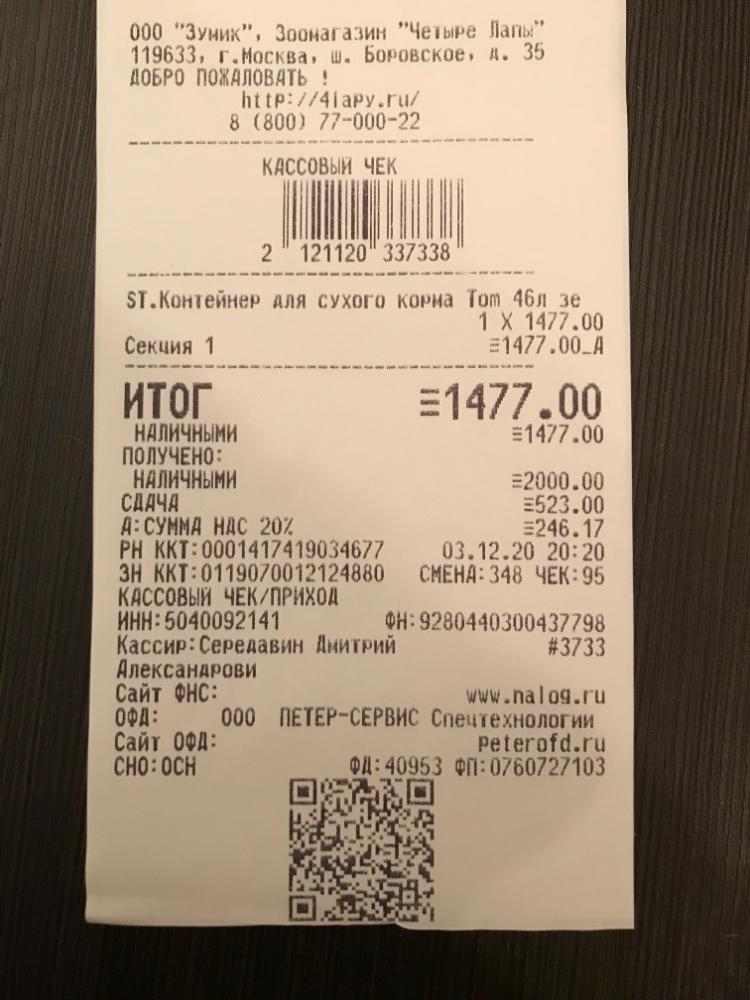 ООО "Зумик", Зоомагазин "Четыре Лапы"
119633, г.Москва, ш. Боровское, д. 35
ДОБРО ПОЖАЛОВАТЬ !
http://4lapy.ru/
8 (800) 77-000-22
КАССОВЫЙ ЧЕК
2 121120 337338
ST.Контейнер для сухого корма Tom 46л зе
1 X 1477.00
Секция 1 ≡1477.00_А
ИТОГ ≡1477.00
НАЛИЧНЫМИ ≡1477.00
ПОЛУЧЕНО:
НАЛИЧНЫМИ ≡2000.00
СДАЧА ≡523.00
А:СУММА НДС 20% ≡246.17
РН ККТ:0001417419034677 03.12.20 20:20
ЗН ККТ:0119070012124880 СМЕНА:348 ЧЕК:95
КАССОВЫЙ ЧЕК/ПРИХОД
ИНН:5040092141 ФН:9280440300437798
Кассир:Середавин Дмитрий #3733
Александрови
Сайт ФНС: www.nalog.ru
ОФД: ООО ПЕТЕР-СЕРВИС Спецтехнологии
Сайт ОФД: peterofd.ru
СНО:ОСН ФД:40953 ФП:0760727103